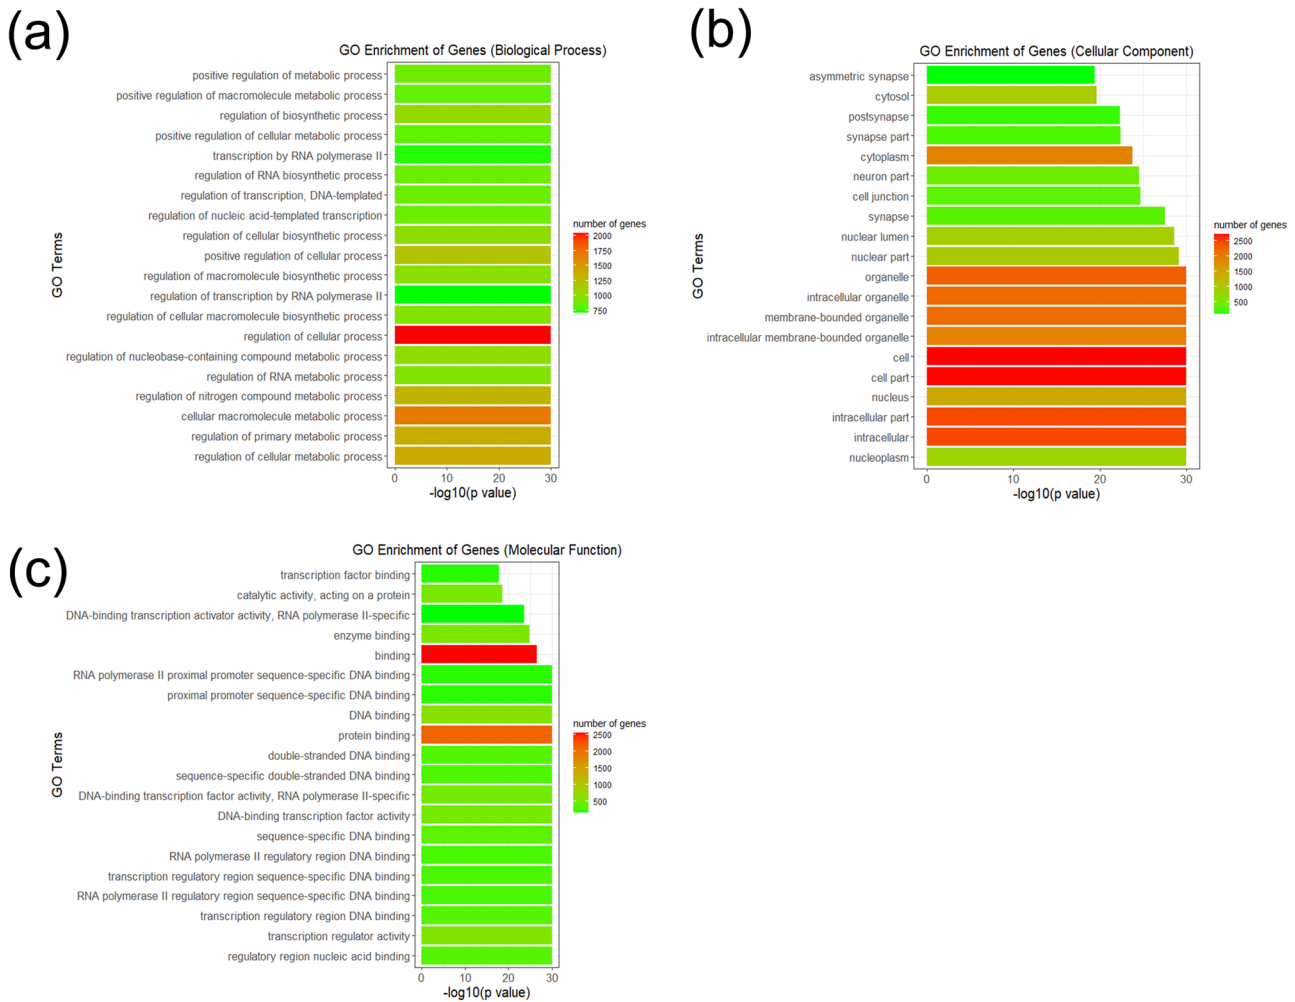 (a)
GO Enrichment of Genes (Biological Process)
GO Terms
positive regulation of metabolic process
positive regulation of macromolecule metabolic process
regulation of biosynthetic process
positive regulation of cellular metabolic process
transcription by RNA polymerase II
regulation of RNA biosynthetic process
regulation of transcription, DNA-templated
regulation of nucleic acid-templated transcription
regulation of cellular biosynthetic process
positive regulation of cellular process
regulation of macromolecule biosynthetic process
regulation of transcription by RNA polymerase II
regulation of cellular macromolecule biosynthetic process
regulation of cellular process
regulation of nucleobase-containing compound metabolic process
regulation of RNA metabolic process
regulation of nitrogen compound metabolic process
cellular macromolecule metabolic process
regulation of primary metabolic process
regulation of cellular metabolic process
0 10 20 30
-log10(p value)
number of genes
2000
1750
1500
1250
1000
750
(b)
GO Enrichment of Genes (Cellular Component)
GO Terms
asymmetric synapse
cytosol
postsynapse
synapse part
cytoplasm
neuron part
cell junction
synapse
nuclear lumen
nuclear part
organelle
intracellular organelle
membrane-bounded organelle
intracellular membrane-bounded organelle
cell
cell part
nucleus
intracellular part
intracellular
nucleoplasm
0 10 20 30
-log10(p value)
number of genes
2500
2000
1500
1000
500
(c)
GO Enrichment of Genes (Molecular Function)
GO Terms
transcription factor binding
catalytic activity, acting on a protein
DNA-binding transcription activator activity, RNA polymerase II-specific
enzyme binding
binding
RNA polymerase II proximal promoter sequence-specific DNA binding
proximal promoter sequence-specific DNA binding
DNA binding
protein binding
double-stranded DNA binding
sequence-specific double-stranded DNA binding
DNA-binding transcription factor activity, RNA polymerase II-specific
DNA-binding transcription factor activity
sequence-specific DNA binding
RNA polymerase II regulatory region DNA binding
transcription regulatory region sequence-specific DNA binding
RNA polymerase II regulatory region sequence-specific DNA binding
transcription regulatory region DNA binding
transcription regulator activity
regulatory region nucleic acid binding
0 10 20 30
-log10(p value)
number of genes
2500
2000
1500
1000
500